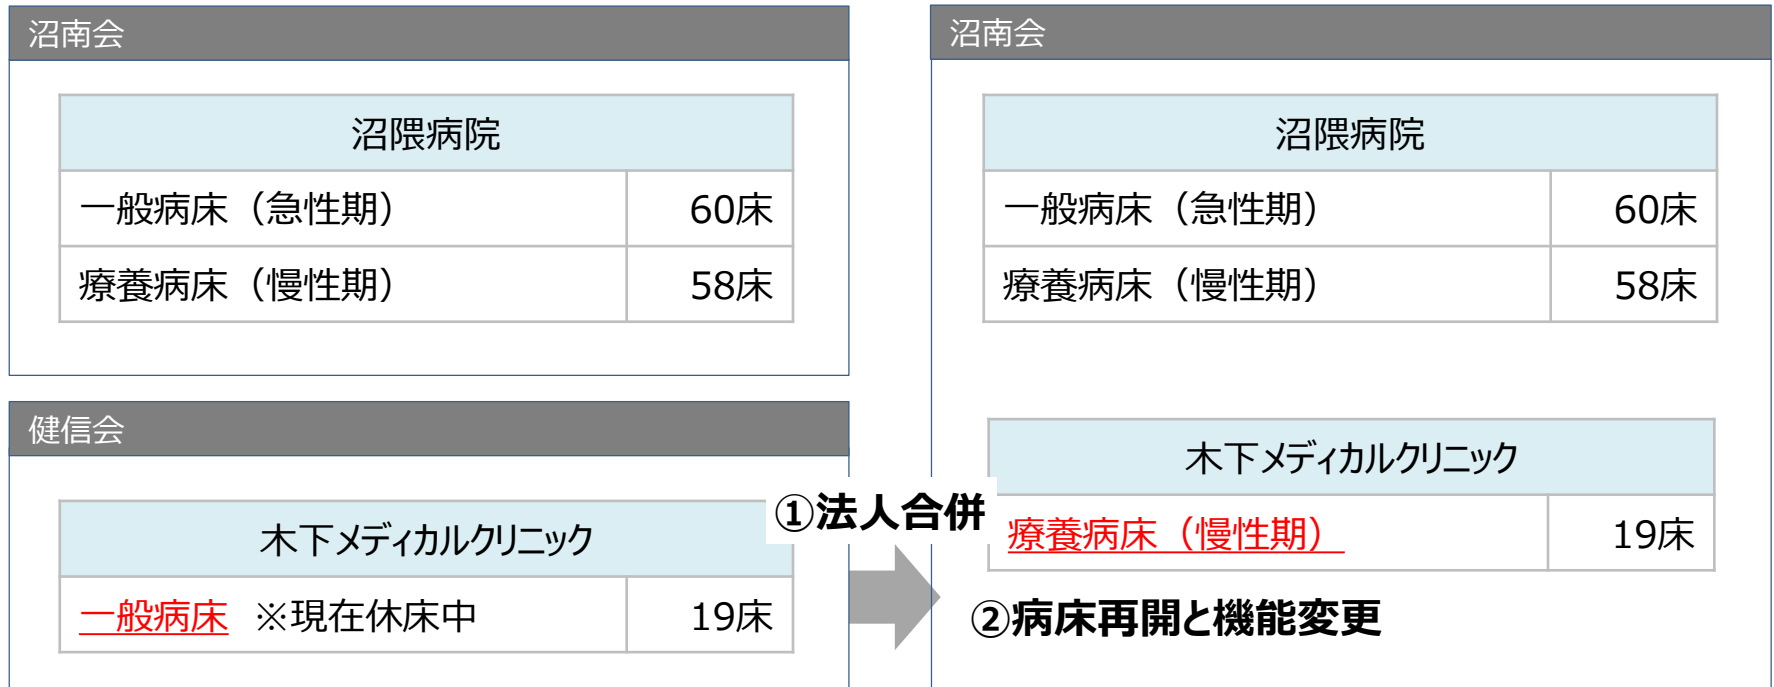 沼南会
沼隈病院
一般病床（急性期） 60床
療養病床（慢性期） 58床
健信会
木下メディカルクリニック
一般病床 ※現在休床中 19床
①法人合併
沼南会
沼隈病院
一般病床（急性期） 60床
療養病床（慢性期） 58床
木下メディカルクリニック
療養病床（慢性期） 19床
②病床再開と機能変更